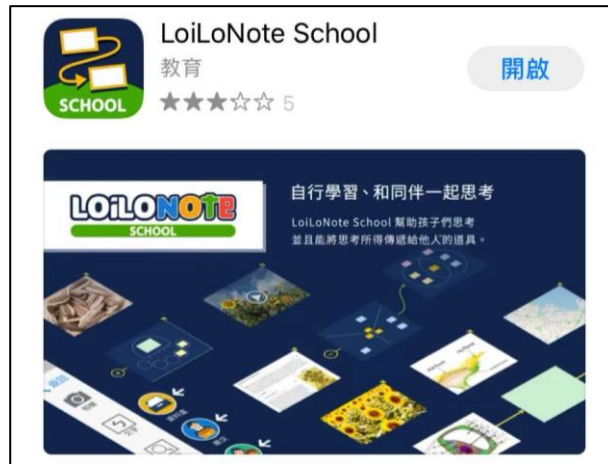 LoiLoNote School
教育
開啟
★★★☆☆ 5
SCHOOL
LOiLONOTE
SCHOOL
自行學習、和同伴一起思考
LoiLoNote School 幫助孩子們思考
並且能將思考所得傳遞給他人的道具。